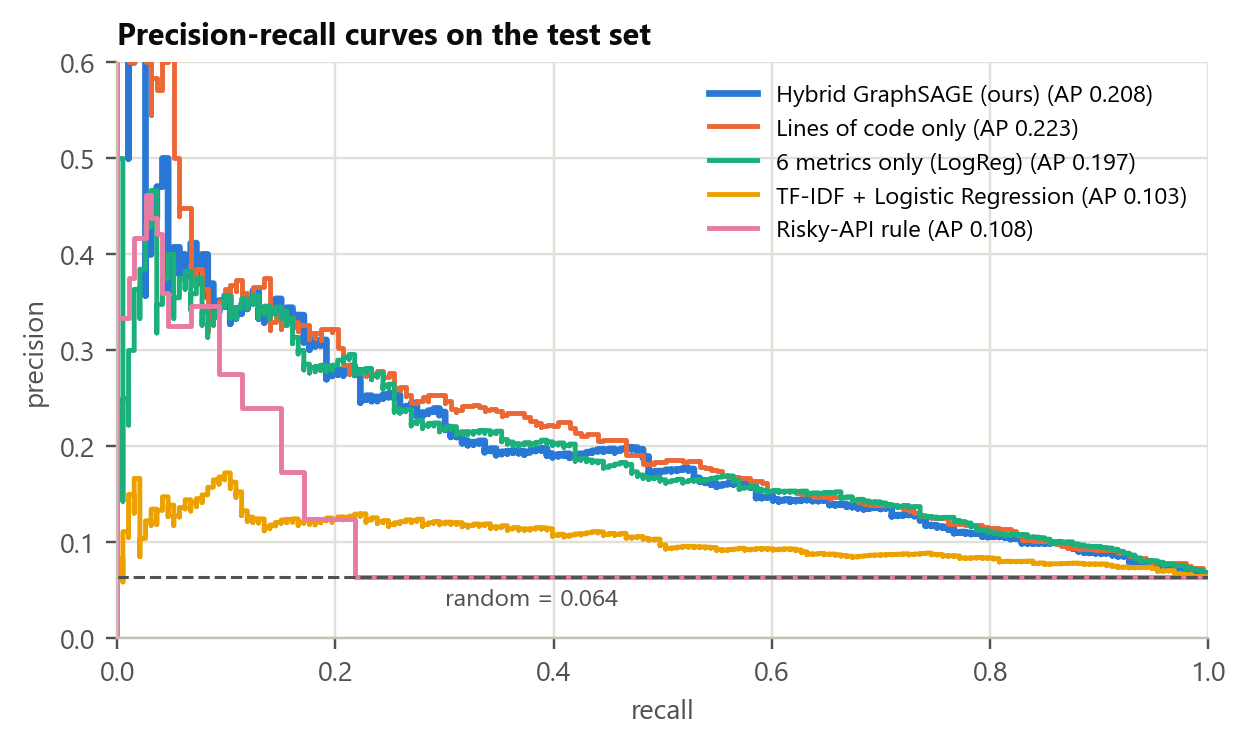 Precision-recall curves on the test set
0.6
0.5
0.4
0.3
0.2
0.1
0.0
precision
Hybrid GraphSAGE (ours) (AP 0.208)
Lines of code only (AP 0.223)
6 metrics only (LogReg) (AP 0.197)
TF-IDF + Logistic Regression (AP 0.103)
Risky-API rule (AP 0.108)
random = 0.064
0.0 0.2 0.4 0.6 0.8 1.0
recall